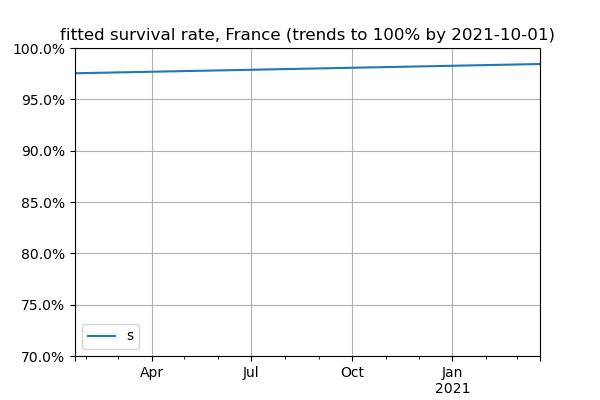 fitted survival rate, France (trends to 100% by 2021-10-01)
100.0%
95.0%
90.0%
85.0%
80.0%
75.0%
70.0%
s
Apr Jul Oct Jan
2021